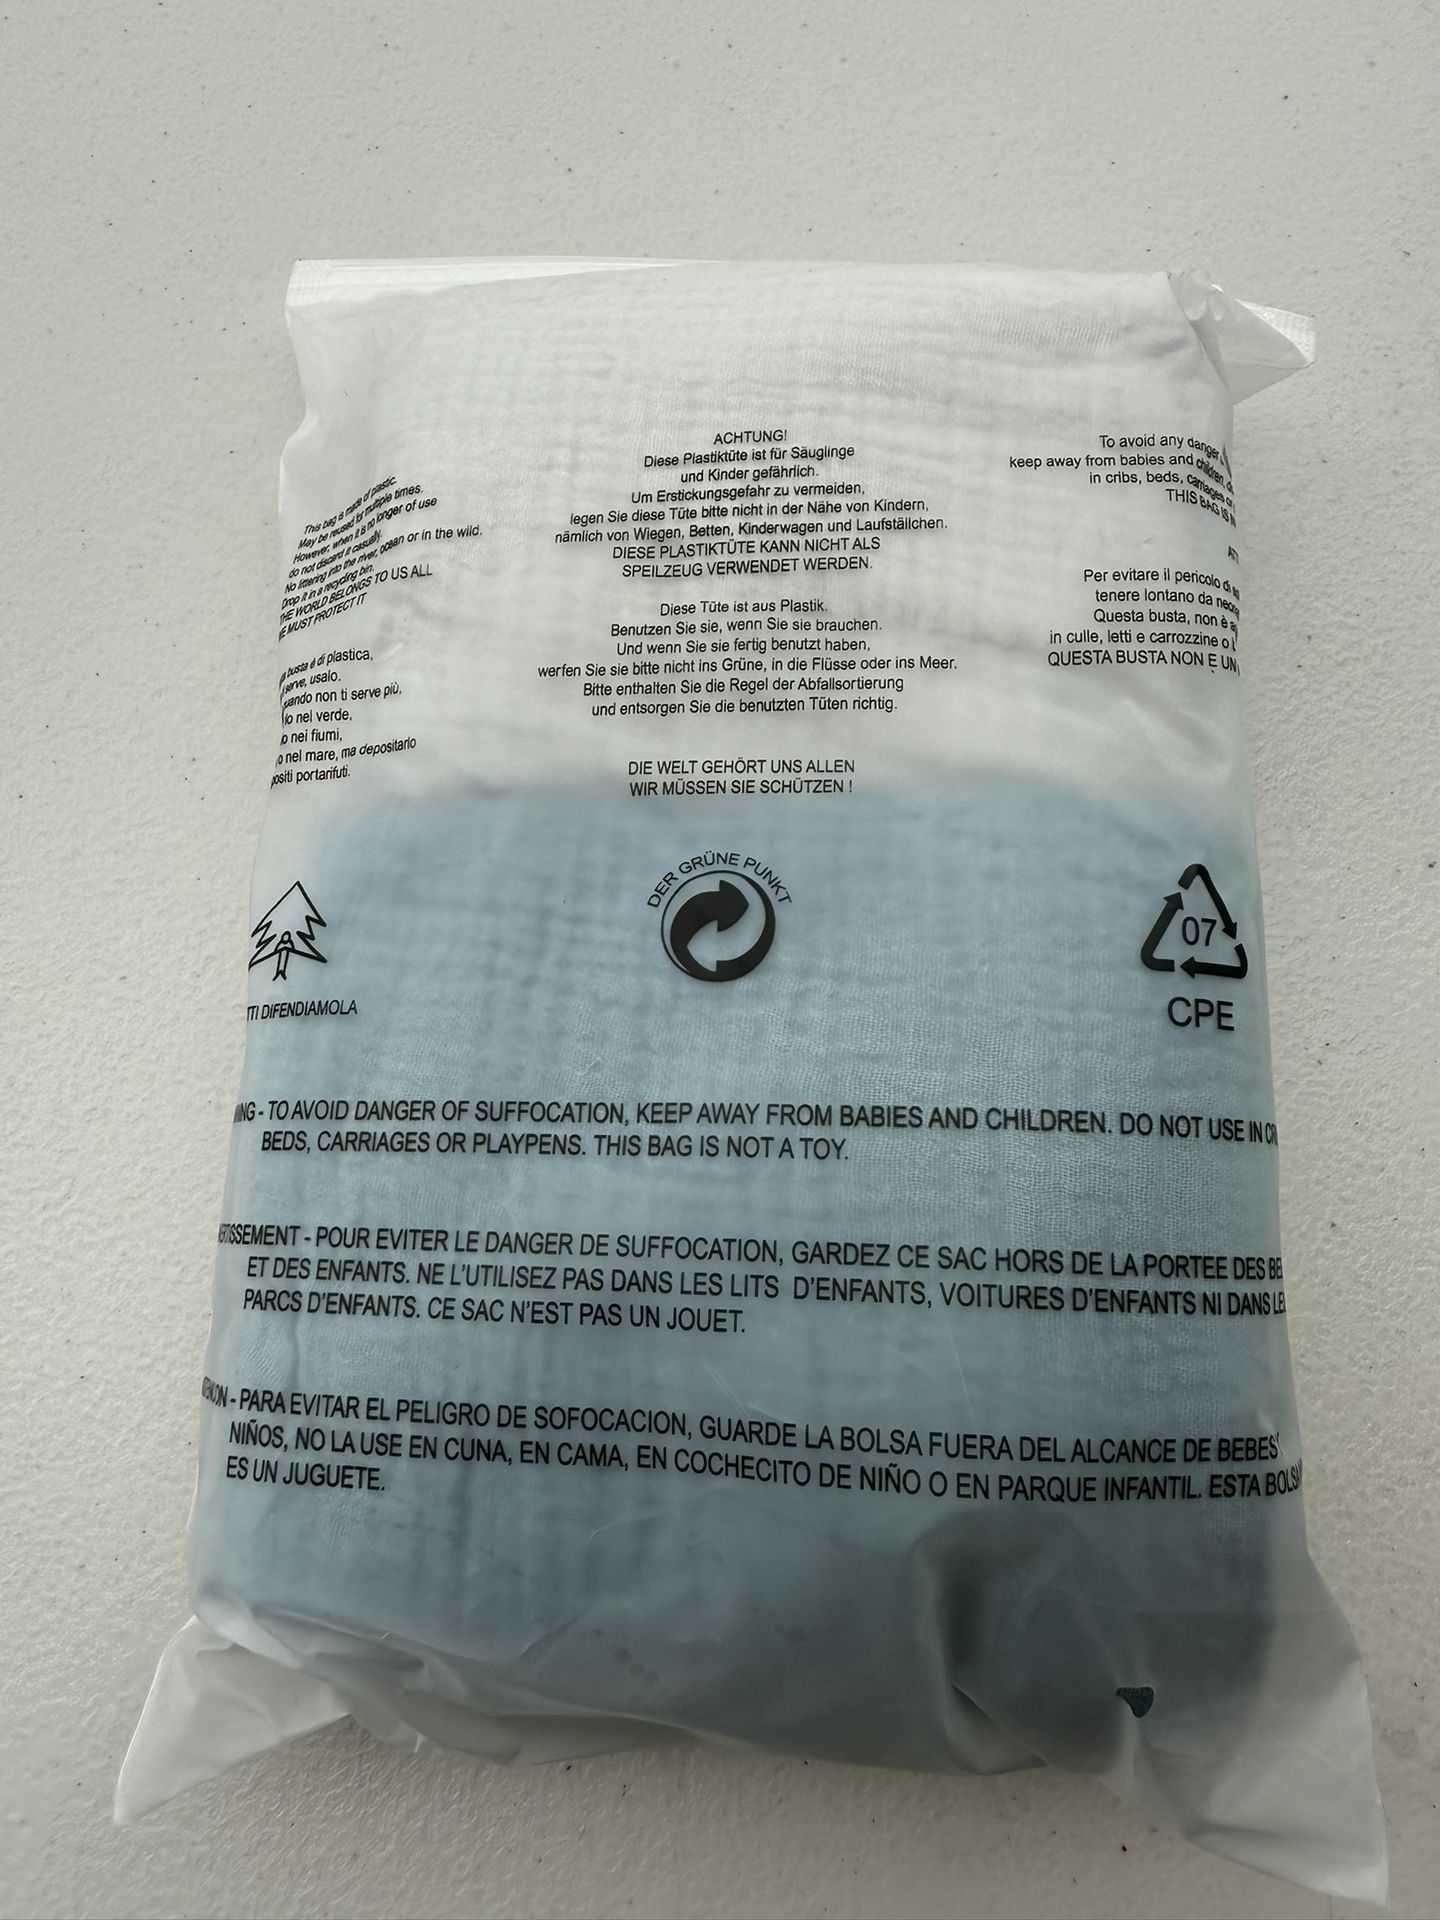 This bag is made of plastic.
May be reused for multiple times.
However, when it is no longer of use
do not discard it casually.
No littering into the river, ocean or in the wild.
Drop it in a recycling bin.
THE WORLD BELONGS TO US ALL
MUST PROTECT IT
busta é di plastica,
serve, usalo.
quando non ti serve più,
nel verde,
nei fiumi,
nel mare, ma depositarlo
portarifuti.
ACHTUNG!
Diese Plastiktüte ist für Säuglinge
und Kinder gefährlich.
Um Erstickungsgefahr zu vermeiden,
legen Sie diese Tüte bitte nicht in der Nähe von Kindern,
nämlich von Wiegen, Betten, Kinderwagen und Laufställchen.
DIESE PLASTIKTÜTE KANN NICHT ALS
SPEILZEUG VERWENDET WERDEN.
Diese Tüte ist aus Plastik.
Benutzen Sie sie, wenn Sie sie brauchen.
Und wenn Sie sie fertig benutzt haben,
werfen Sie sie bitte nicht ins Grüne, in die Flüsse oder ins Meer.
Bitte enthalten Sie die Regel der Abfallsortierung
und entsorgen Sie die benutzten Tüten richtig.
DIE WELT GEHÖRT UNS ALLEN
WIR MÜSSEN SIE SCHÜTZEN !
To avoid any danger
keep away from babies and children,
in cribs, beds, carriages
THIS BAG IS
Per evitare il pericolo di
tenere lontano da
Questa busta, non è
in culle, letti e carrozzine o
QUESTA BUSTA NON E UN
DIFENDIAMOLA
DER GRÜNE PUNKT
07
CPE
TO AVOID DANGER OF SUFFOCATION, KEEP AWAY FROM BABIES AND CHILDREN. DO NOT USE IN
BEDS, CARRIAGES OR PLAYPENS. THIS BAG IS NOT A TOY.
- POUR EVITER LE DANGER DE SUFFOCATION, GARDEZ CE SAC HORS DE LA PORTEE DES
ET DES ENFANTS. NE L'UTILISEZ PAS DANS LES LITS D'ENFANTS, VOITURES D'ENFANTS NI DANS
PARCS D'ENFANTS. CE SAC N'EST PAS UN JOUET.
- PARA EVITAR EL PELIGRO DE SOFOCACION, GUARDE LA BOLSA FUERA DEL ALCANCE DE BEBES
NIÑOS, NO LA USE EN CUNA, EN CAMA, EN COCHECITO DE NIÑO O EN PARQUE INFANTIL. ESTA BOLSA
ES UN JUGUETE.